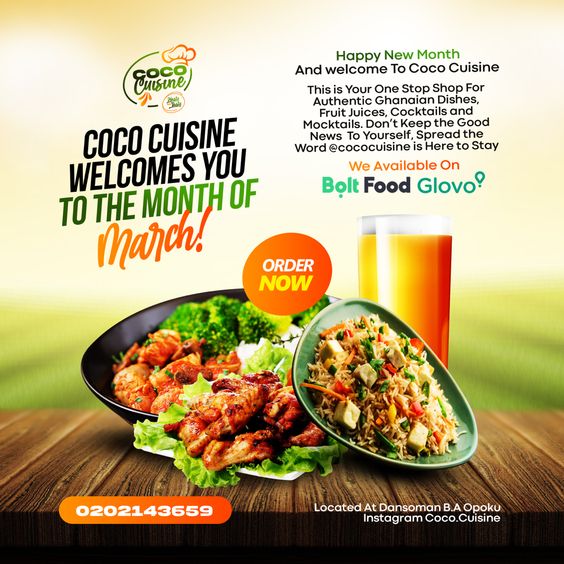 COCO
Cuisine
COCO CUISINE
WELCOMES YOU
TO THE MONTH OF
March!
Happy New Month
And welcome To Coco Cuisine
This is Your One Stop Shop For
Authentic Ghanaian Dishes,
Fruit Juices, Cocktails and
Mocktails. Don't Keep the Good
News To Yourself, Spread the
Word @cococuisine is Here to Stay
We Available On
Bolt Food Glovo
ORDER
NOW
0202143659
Located At Dansoman B.A Opoku
Instagram Coco.Cuisine